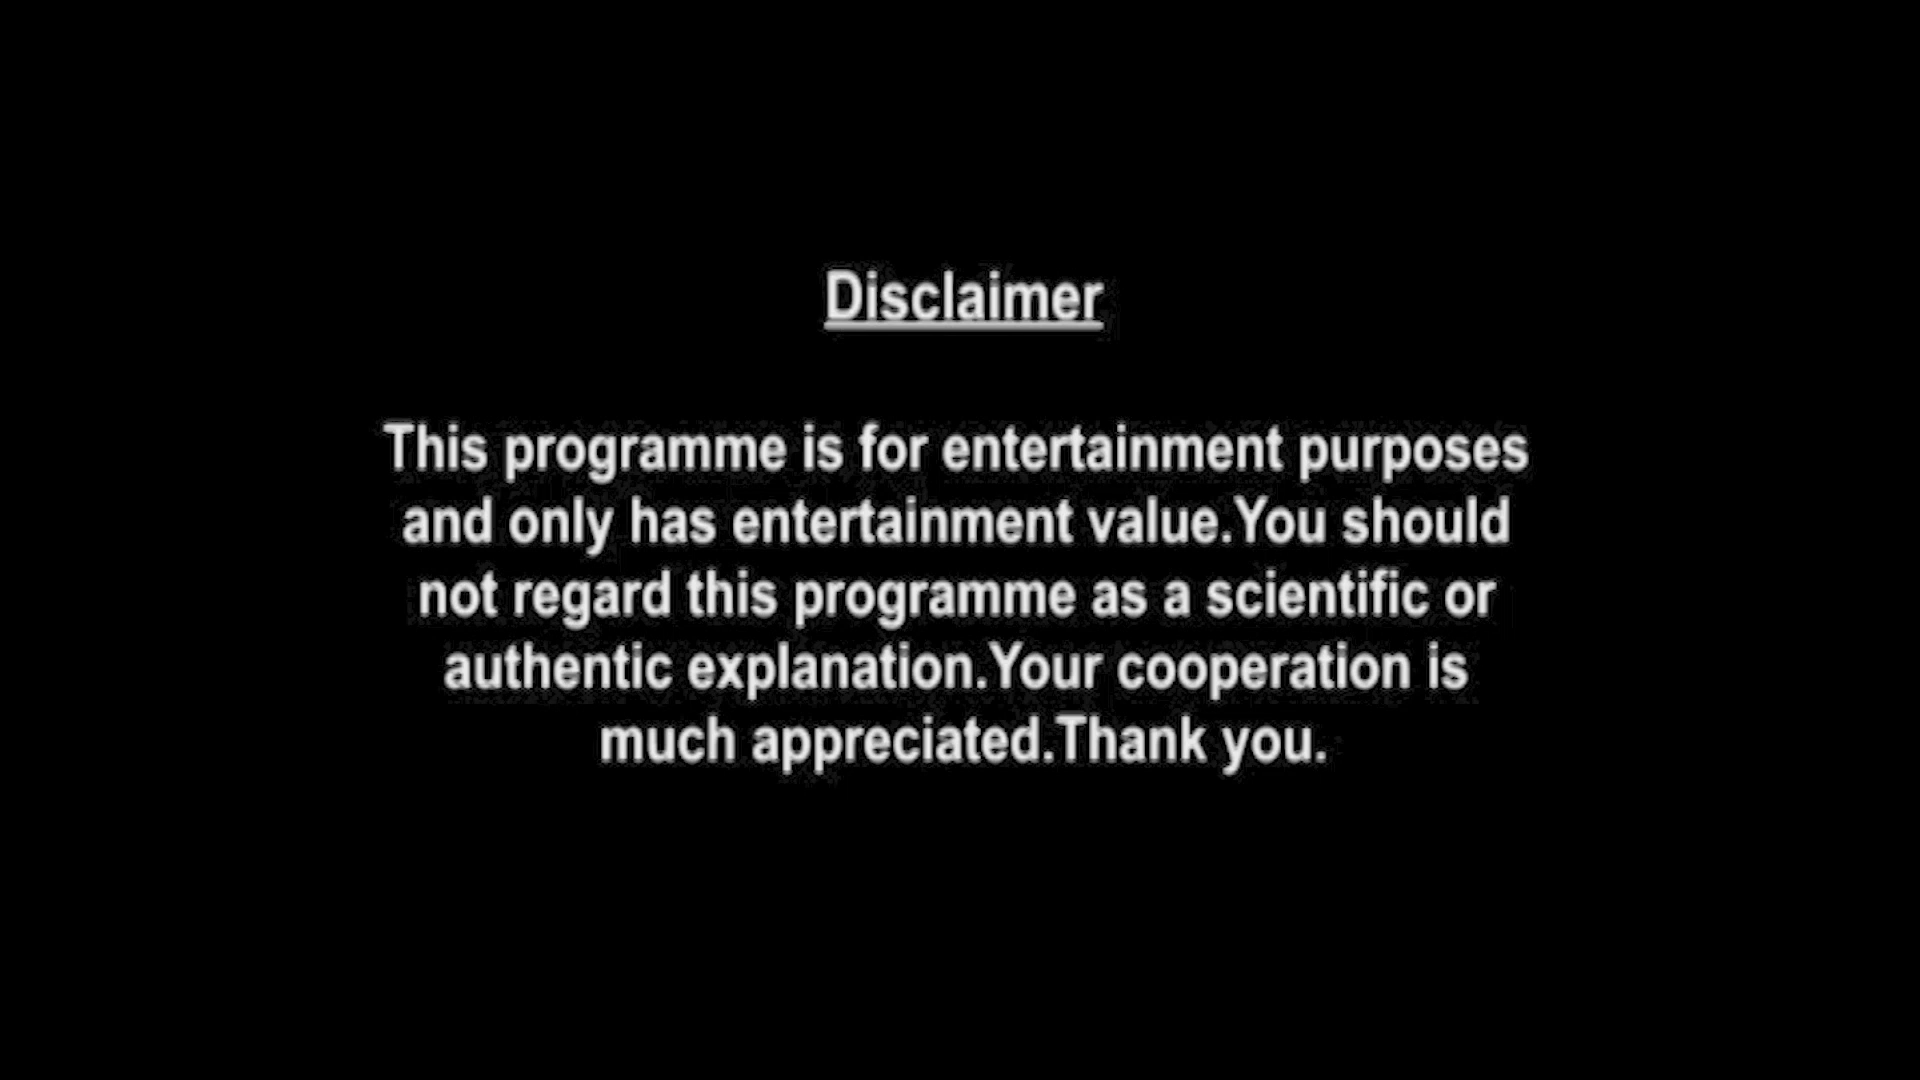 Disclaimer
This programme is for entertainment purposes
and only has entertainment value.You should
not regard this programme as a scientific or
authentic explanation.Your cooperation is
much appreciated.Thank you.